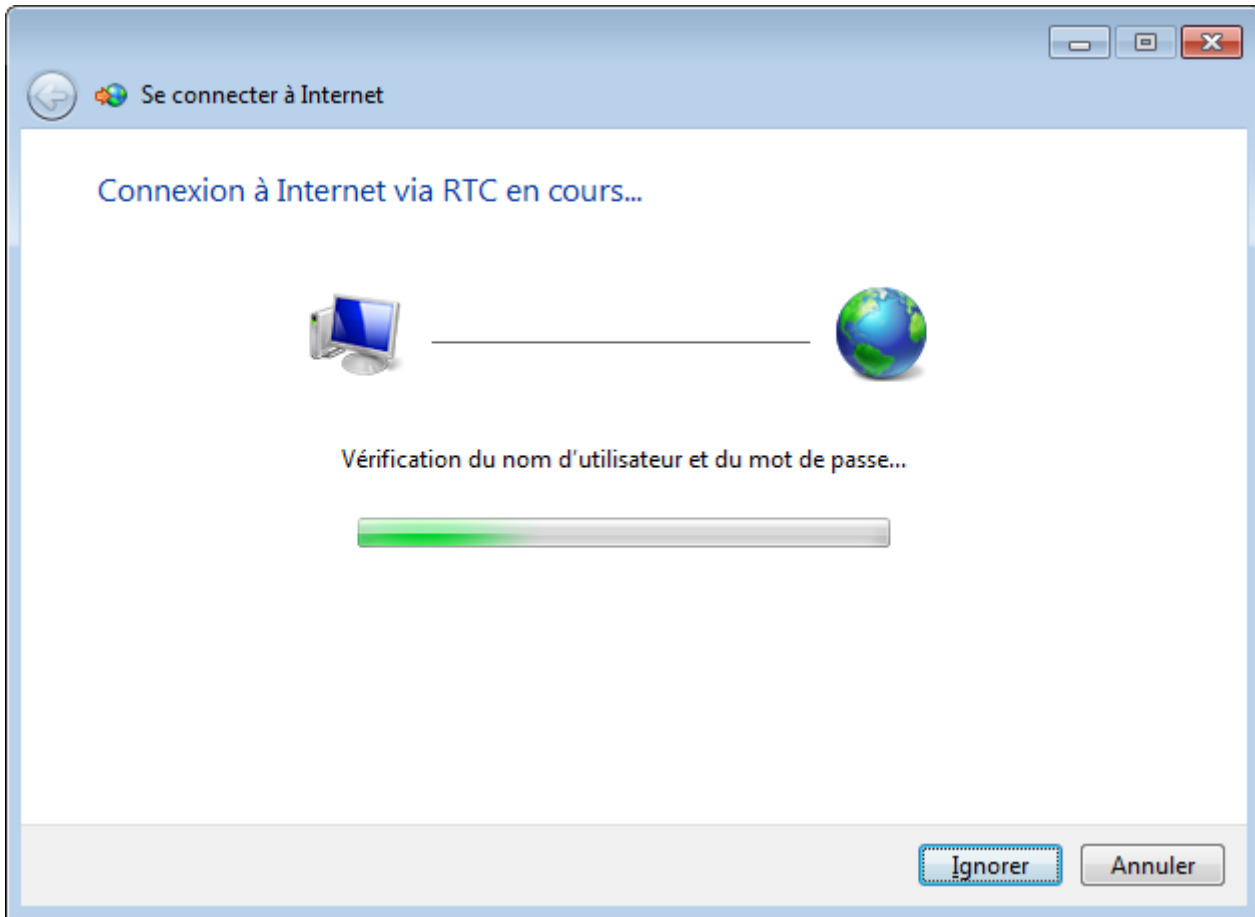 Se connecter à Internet
Connexion à Internet via RTC en cours...
Vérification du nom d'utilisateur et du mot de passe...
Ignorer
Annuler